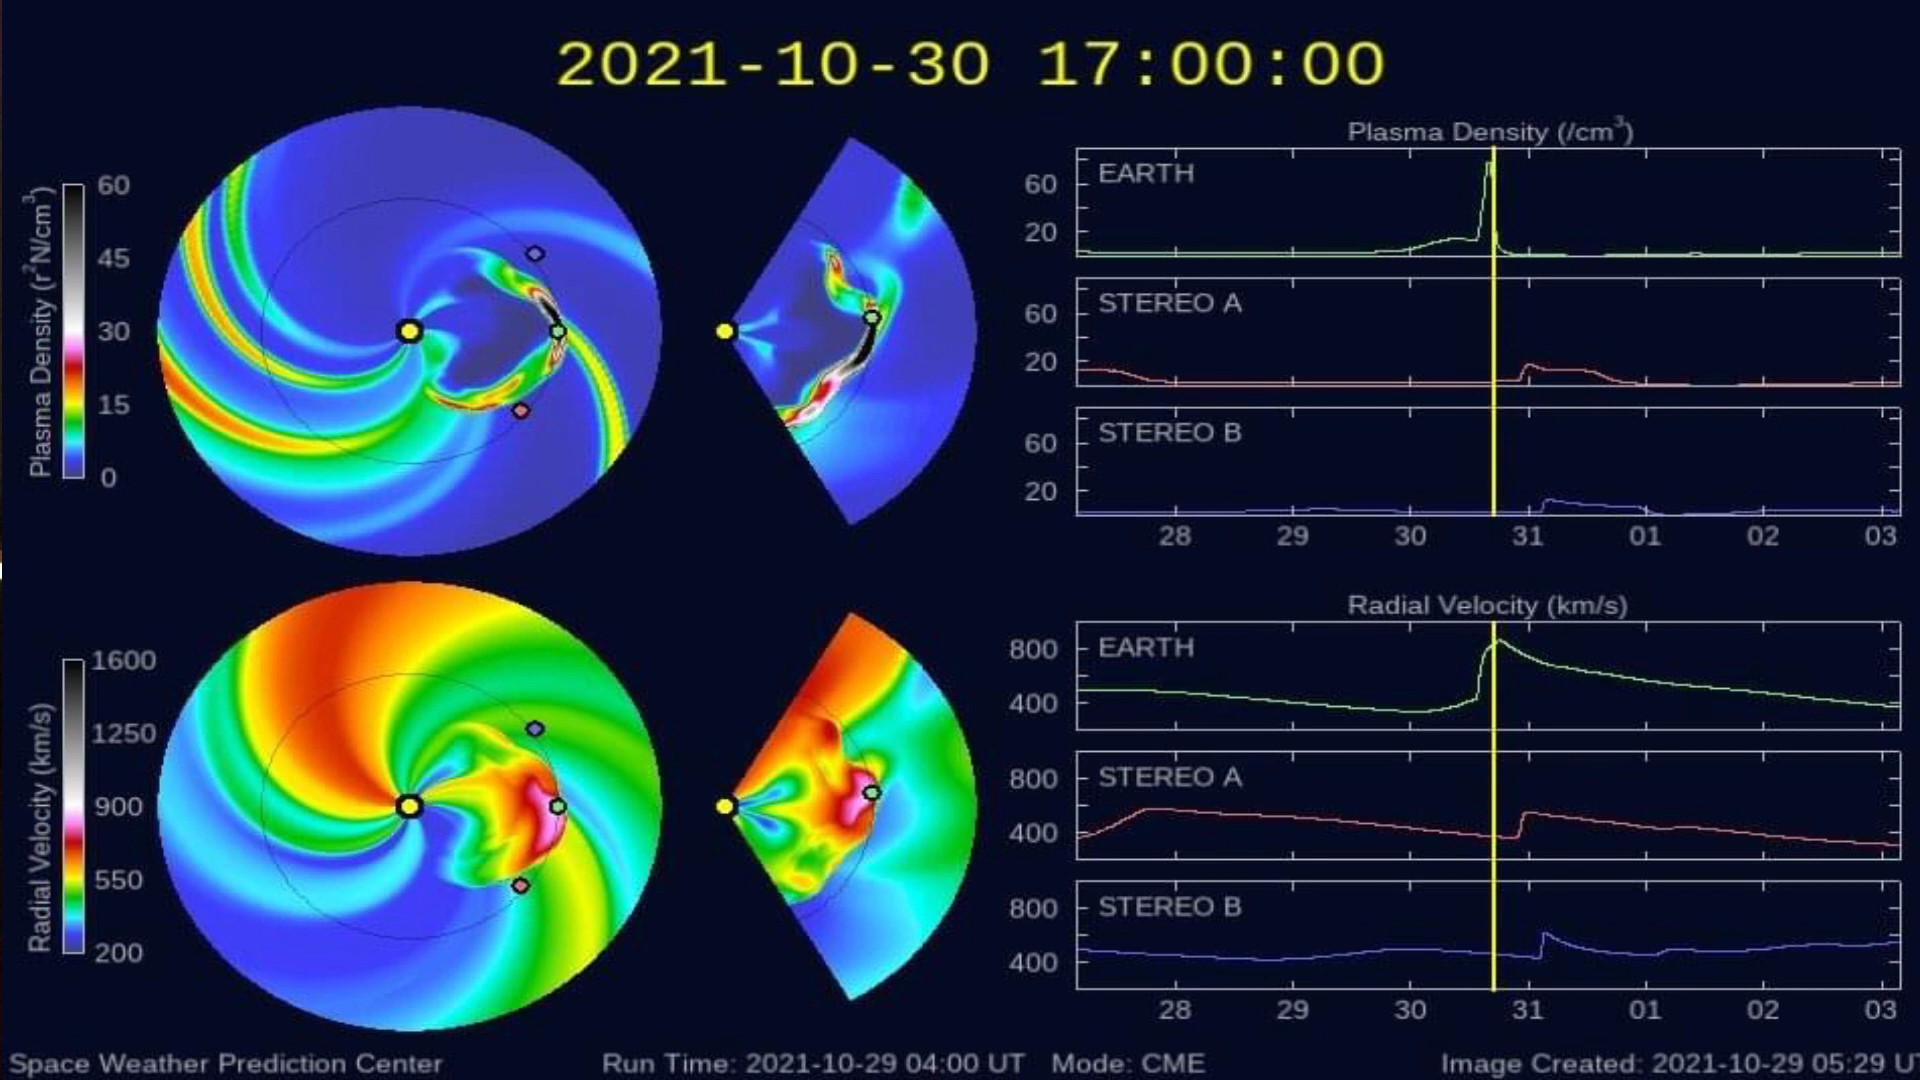 2021-10-30 17:00:00
Plasma Density (r²N/cm³)
60
45
30
15
0
Plasma Density (/cm³)
EARTH
60
20
STEREO A
60
20
STEREO B
60
20
28 29 30 31 01 02 03
Radial Velocity (km/s)
1600
1250
900
550
200
Radial Velocity (km/s)
EARTH
800
400
STEREO A
800
400
STEREO B
800
400
28 29 30 31 01 02 03
Space Weather Prediction Center Run Time: 2021-10-29 04:00 UT Mode: CME Image Created: 2021-10-29 05:29 UT